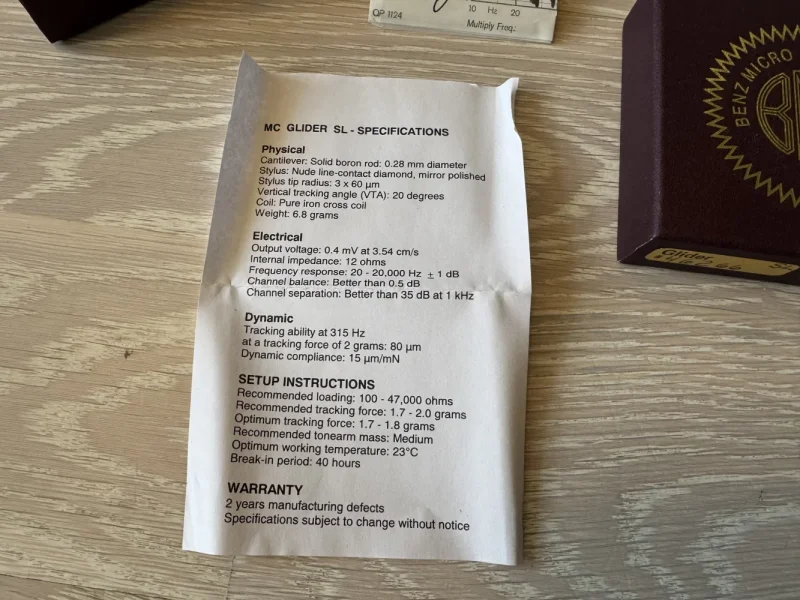 10 Hz 20
QP 1124
Multiply Freq.:
BENZ MICRO
Glider,
MC GLIDER SL - SPECIFICATIONS
Physical
Cantilever: Solid boron rod: 0.28 mm diameter
Stylus: Nude line-contact diamond, mirror polished
Stylus tip radius: 3 x 60 µm
Vertical tracking angle (VTA): 20 degrees
Coil: Pure iron cross coil
Weight: 6.8 grams
Electrical
Output voltage: 0.4 mV at 3.54 cm/s
Internal impedance: 12 ohms
Frequency response: 20 - 20,000 Hz ± 1 dB
Channel balance: Better than 0.5 dB
Channel separation: Better than 35 dB at 1 kHz
Dynamic
Tracking ability at 315 Hz
at a tracking force of 2 grams: 80 µm
Dynamic compliance: 15 µm/mN
SETUP INSTRUCTIONS
Recommended loading: 100 - 47,000 ohms
Recommended tracking force: 1.7 - 2.0 grams
Optimum tracking force: 1.7 - 1.8 grams
Recommended tonearm mass: Medium
Optimum working temperature: 23°C
Break-in period: 40 hours
WARRANTY
2 years manufacturing defects
Specifications subject to change without notice